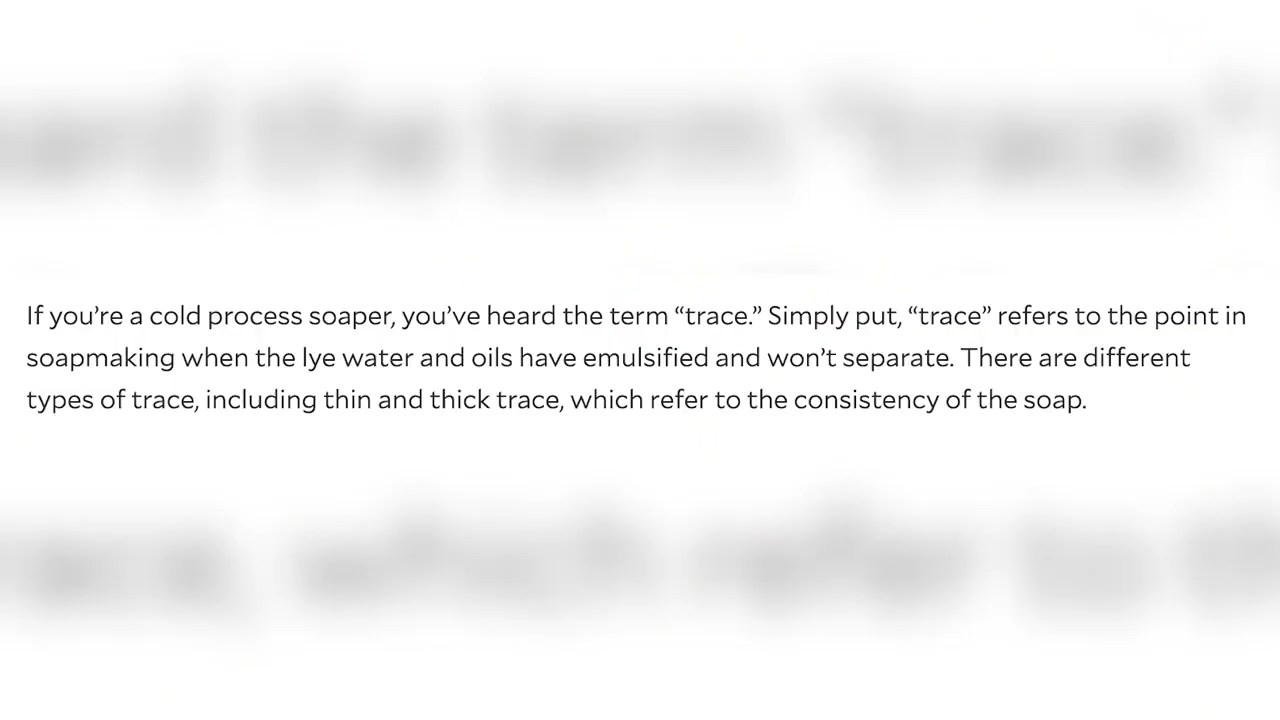 If you’re a cold process soaper, you’ve heard the term “trace.” Simply put, “trace” refers to the point in
soapmaking when the lye water and oils have emulsified and won’t separate. There are different
types of trace, including thin and thick trace, which refer to the consistency of the soap.